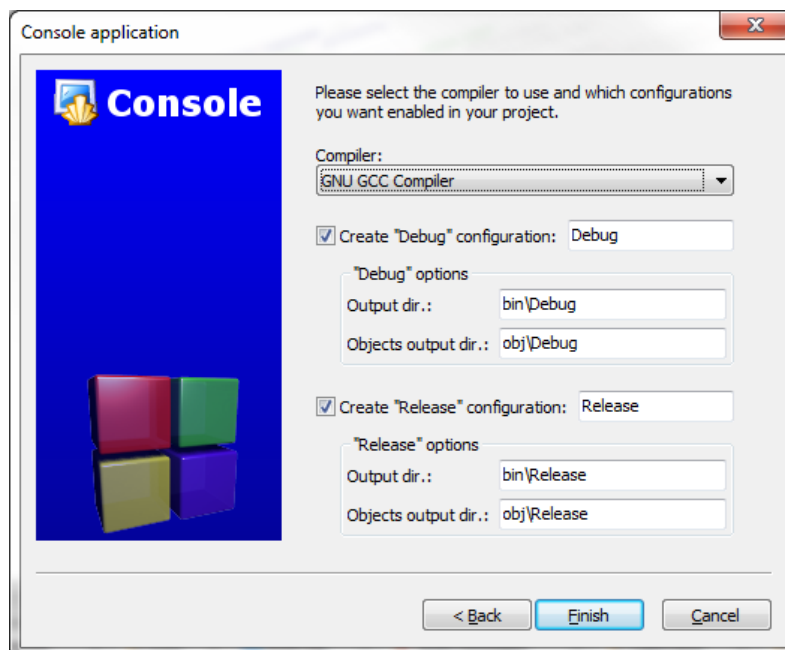 Console application
Console
Please select the compiler to use and which configurations
you want enabled in your project.
Compiler:
GNU GCC Compiler
Create "Debug" configuration: Debug
"Debug" options
Output dir.: bin\Debug
Objects output dir.: obj\Debug
Create "Release" configuration: Release
"Release" options
Output dir.: bin\Release
Objects output dir.: obj\Release
< Back Finish Cancel